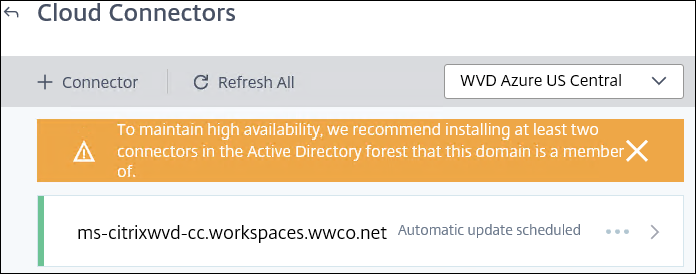 Cloud Connectors
+ Connector Refresh All WVD Azure US Central
To maintain high availability, we recommend installing at least two
connectors in the Active Directory forest that this domain is a member
of.
ms-citrixwvd-cc.workspaces.wwco.net Automatic update scheduled